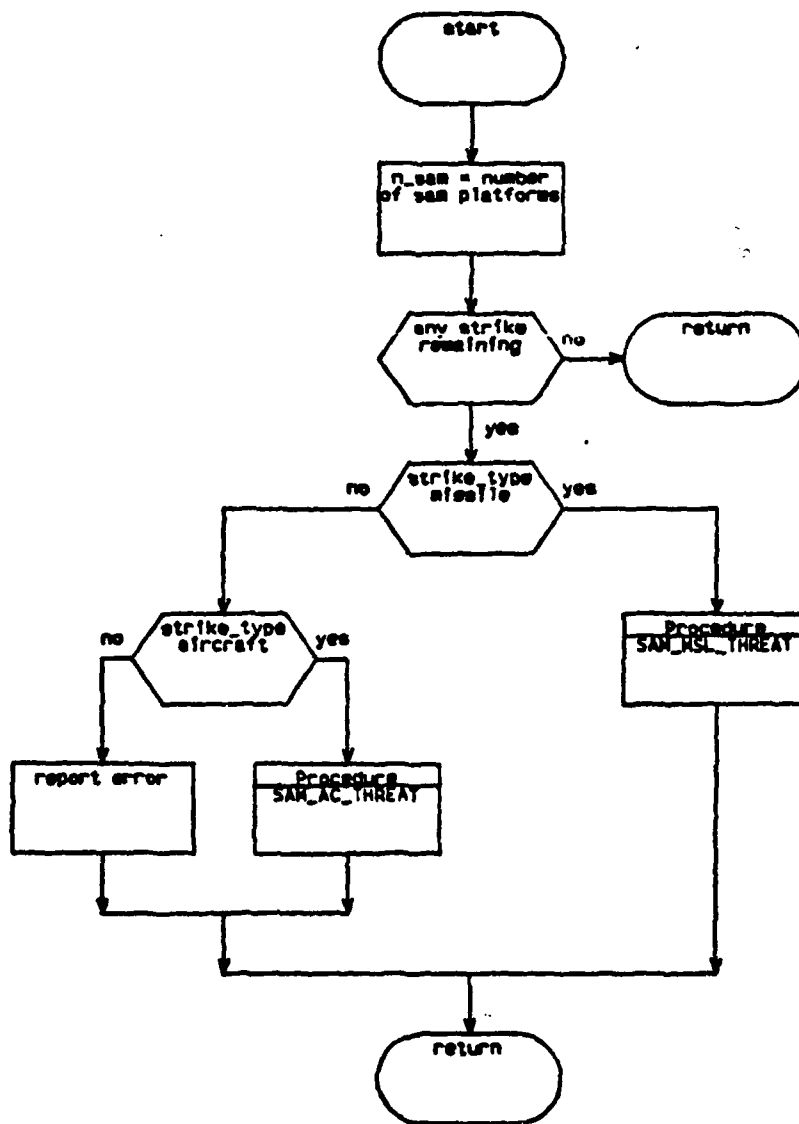 start
n_sam = number
of sam platforms
any strike
remaining
no
return
yes
strike_type
missile
no
yes
strike_type
aircraft
no
yes
Procedure
SAM_MSL_THREAT
report error
Procedure
SAM_AC_THREAT
return